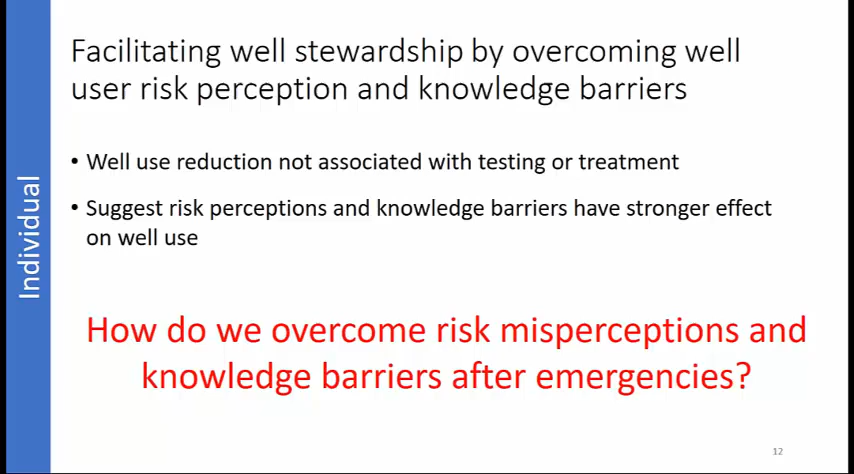 Facilitating well stewardship by overcoming well
user risk perception and knowledge barriers
• Well use reduction not associated with testing or treatment
• Suggest risk perceptions and knowledge barriers have stronger effect
on well use
Individual
How do we overcome risk misperceptions and
knowledge barriers after emergencies?
12